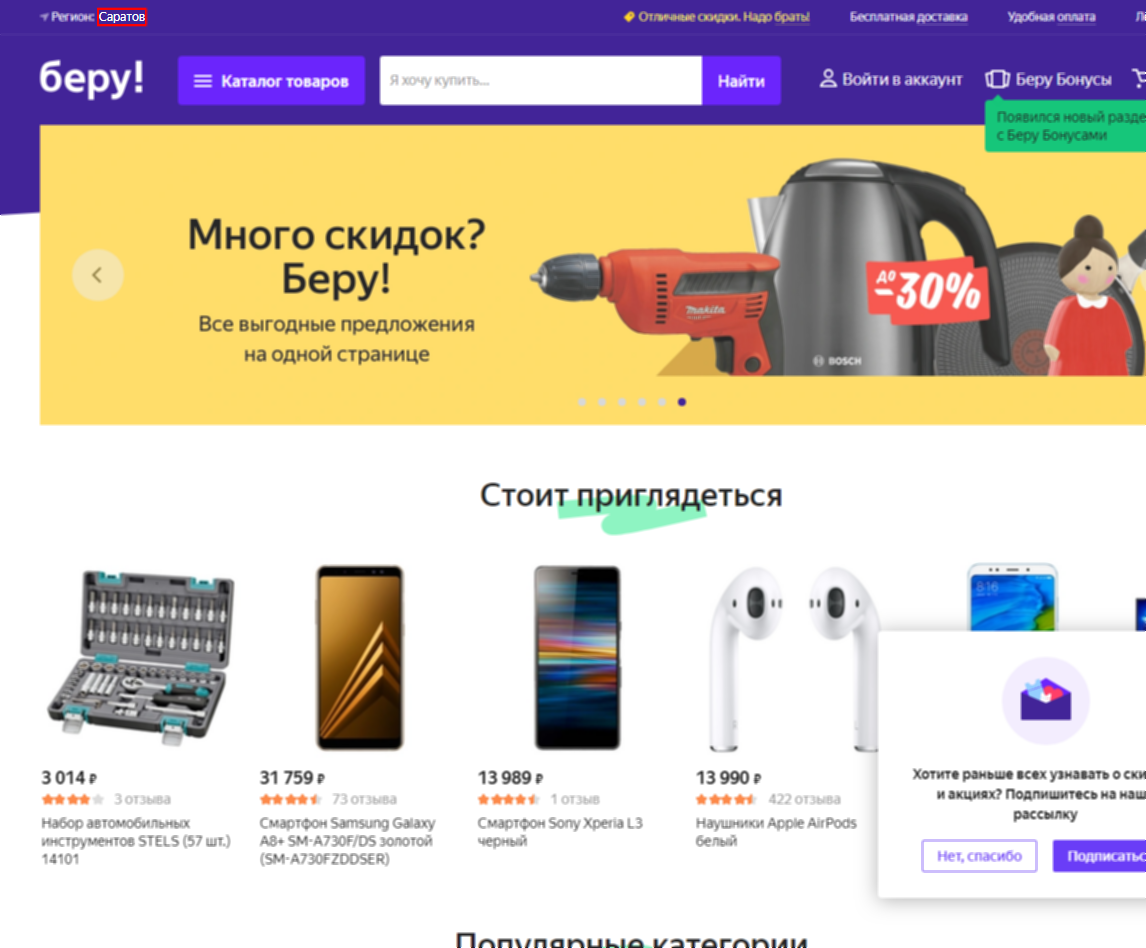 Регион: Саратов
Отличные скидки. Надо брать!
Бесплатная доставка
Удобная оплата
беру!
Каталог товаров
Я хочу купить...
Найти
Войти в аккаунт
Беру Бонусы
Появился новый разде
с Беру Бонусами
Много скидок?
Беру!
Все выгодные предложения
на одной странице
makita
BOSCH
до
-30%
Стоит приглядеться
8:16
3 014 ₽
3 отзыва
Набор автомобильных
инструментов STELS (57 шт.)
14101
31 759 ₽
73 отзыва
Смартфон Samsung Galaxy
A8+ SM-A730F/DS золотой
(SM-A730FZDDSER)
13 989 ₽
1 отзыв
Смартфон Sony Xperia L3
черный
13 990 ₽
422 отзыва
Наушники Apple AirPods
белый
Хотите раньше всех узнавать о ски
и акциях? Подпишитесь на наш
рассылку
Нет, спасибо
Подписатьс
Популярные категории